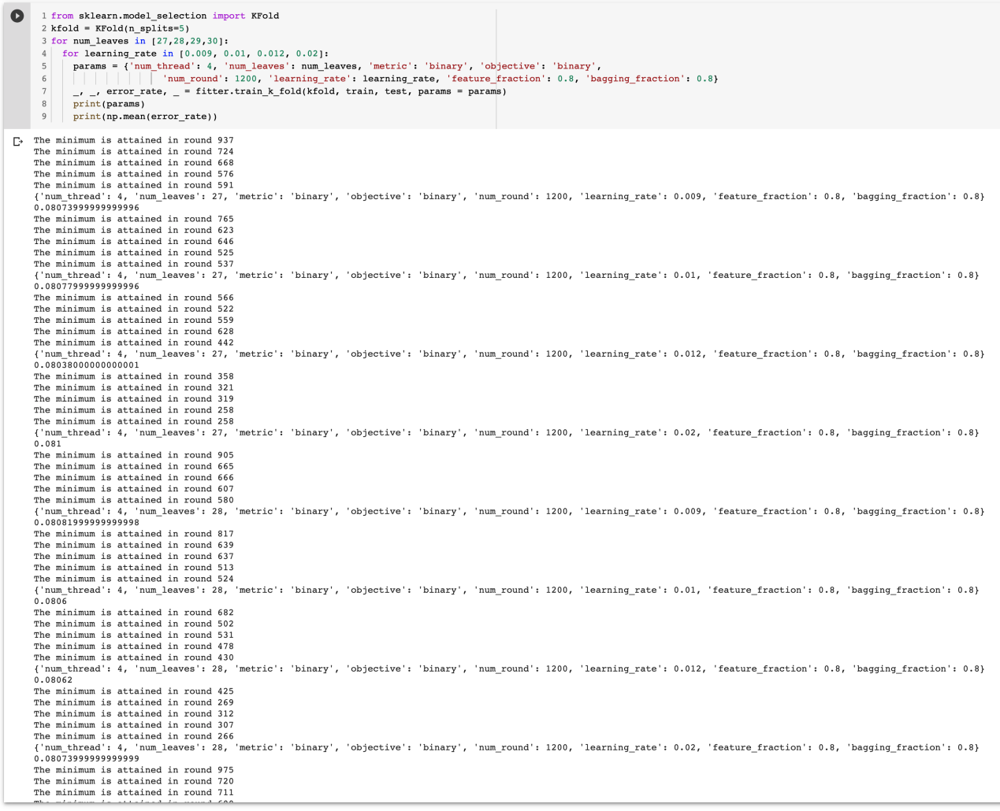 1 from sklearn.model_selection import KFold
2 kfold = KFold(n_splits=5)
3 for num_leaves in [27,28,29,30]:
4 for learning_rate in [0.009, 0.01, 0.012, 0.02]:
5 params = {'num_thread': 4, 'num_leaves': num_leaves, 'metric': 'binary', 'objective': 'binary',
6 'num_round': 1200, 'learning_rate': learning_rate, 'feature_fraction': 0.8, 'bagging_fraction': 0.8}
7 _, _, error_rate, _ = fitter.train_k_fold(kfold, train, test, params = params)
8 print(params)
9 print(np.mean(error_rate))
The minimum is attained in round 937
The minimum is attained in round 724
The minimum is attained in round 668
The minimum is attained in round 576
The minimum is attained in round 591
{'num_thread': 4, 'num_leaves': 27, 'metric': 'binary', 'objective': 'binary', 'num_round': 1200, 'learning_rate': 0.009, 'feature_fraction': 0.8, 'bagging_fraction': 0.8}
0.08073999999999996
The minimum is attained in round 765
The minimum is attained in round 623
The minimum is attained in round 646
The minimum is attained in round 525
The minimum is attained in round 537
{'num_thread': 4, 'num_leaves': 27, 'metric': 'binary', 'objective': 'binary', 'num_round': 1200, 'learning_rate': 0.01, 'feature_fraction': 0.8, 'bagging_fraction': 0.8}
0.08077999999999996
The minimum is attained in round 566
The minimum is attained in round 522
The minimum is attained in round 559
The minimum is attained in round 628
The minimum is attained in round 442
{'num_thread': 4, 'num_leaves': 27, 'metric': 'binary', 'objective': 'binary', 'num_round': 1200, 'learning_rate': 0.012, 'feature_fraction': 0.8, 'bagging_fraction': 0.8}
0.08038000000000001
The minimum is attained in round 358
The minimum is attained in round 321
The minimum is attained in round 319
The minimum is attained in round 258
The minimum is attained in round 258
{'num_thread': 4, 'num_leaves': 27, 'metric': 'binary', 'objective': 'binary', 'num_round': 1200, 'learning_rate': 0.02, 'feature_fraction': 0.8, 'bagging_fraction': 0.8}
0.081
The minimum is attained in round 905
The minimum is attained in round 665
The minimum is attained in round 666
The minimum is attained in round 607
The minimum is attained in round 580
{'num_thread': 4, 'num_leaves': 28, 'metric': 'binary', 'objective': 'binary', 'num_round': 1200, 'learning_rate': 0.009, 'feature_fraction': 0.8, 'bagging_fraction': 0.8}
0.08081999999999998
The minimum is attained in round 817
The minimum is attained in round 639
The minimum is attained in round 637
The minimum is attained in round 513
The minimum is attained in round 524
{'num_thread': 4, 'num_leaves': 28, 'metric': 'binary', 'objective': 'binary', 'num_round': 1200, 'learning_rate': 0.01, 'feature_fraction': 0.8, 'bagging_fraction': 0.8}
0.0806
The minimum is attained in round 682
The minimum is attained in round 502
The minimum is attained in round 531
The minimum is attained in round 478
The minimum is attained in round 430
{'num_thread': 4, 'num_leaves': 28, 'metric': 'binary', 'objective': 'binary', 'num_round': 1200, 'learning_rate': 0.012, 'feature_fraction': 0.8, 'bagging_fraction': 0.8}
0.08062
The minimum is attained in round 425
The minimum is attained in round 269
The minimum is attained in round 312
The minimum is attained in round 307
The minimum is attained in round 266
{'num_thread': 4, 'num_leaves': 28, 'metric': 'binary', 'objective': 'binary', 'num_round': 1200, 'learning_rate': 0.02, 'feature_fraction': 0.8, 'bagging_fraction': 0.8}
0.08073999999999999
The minimum is attained in round 975
The minimum is attained in round 720
The minimum is attained in round 711
The minimum is attained in round